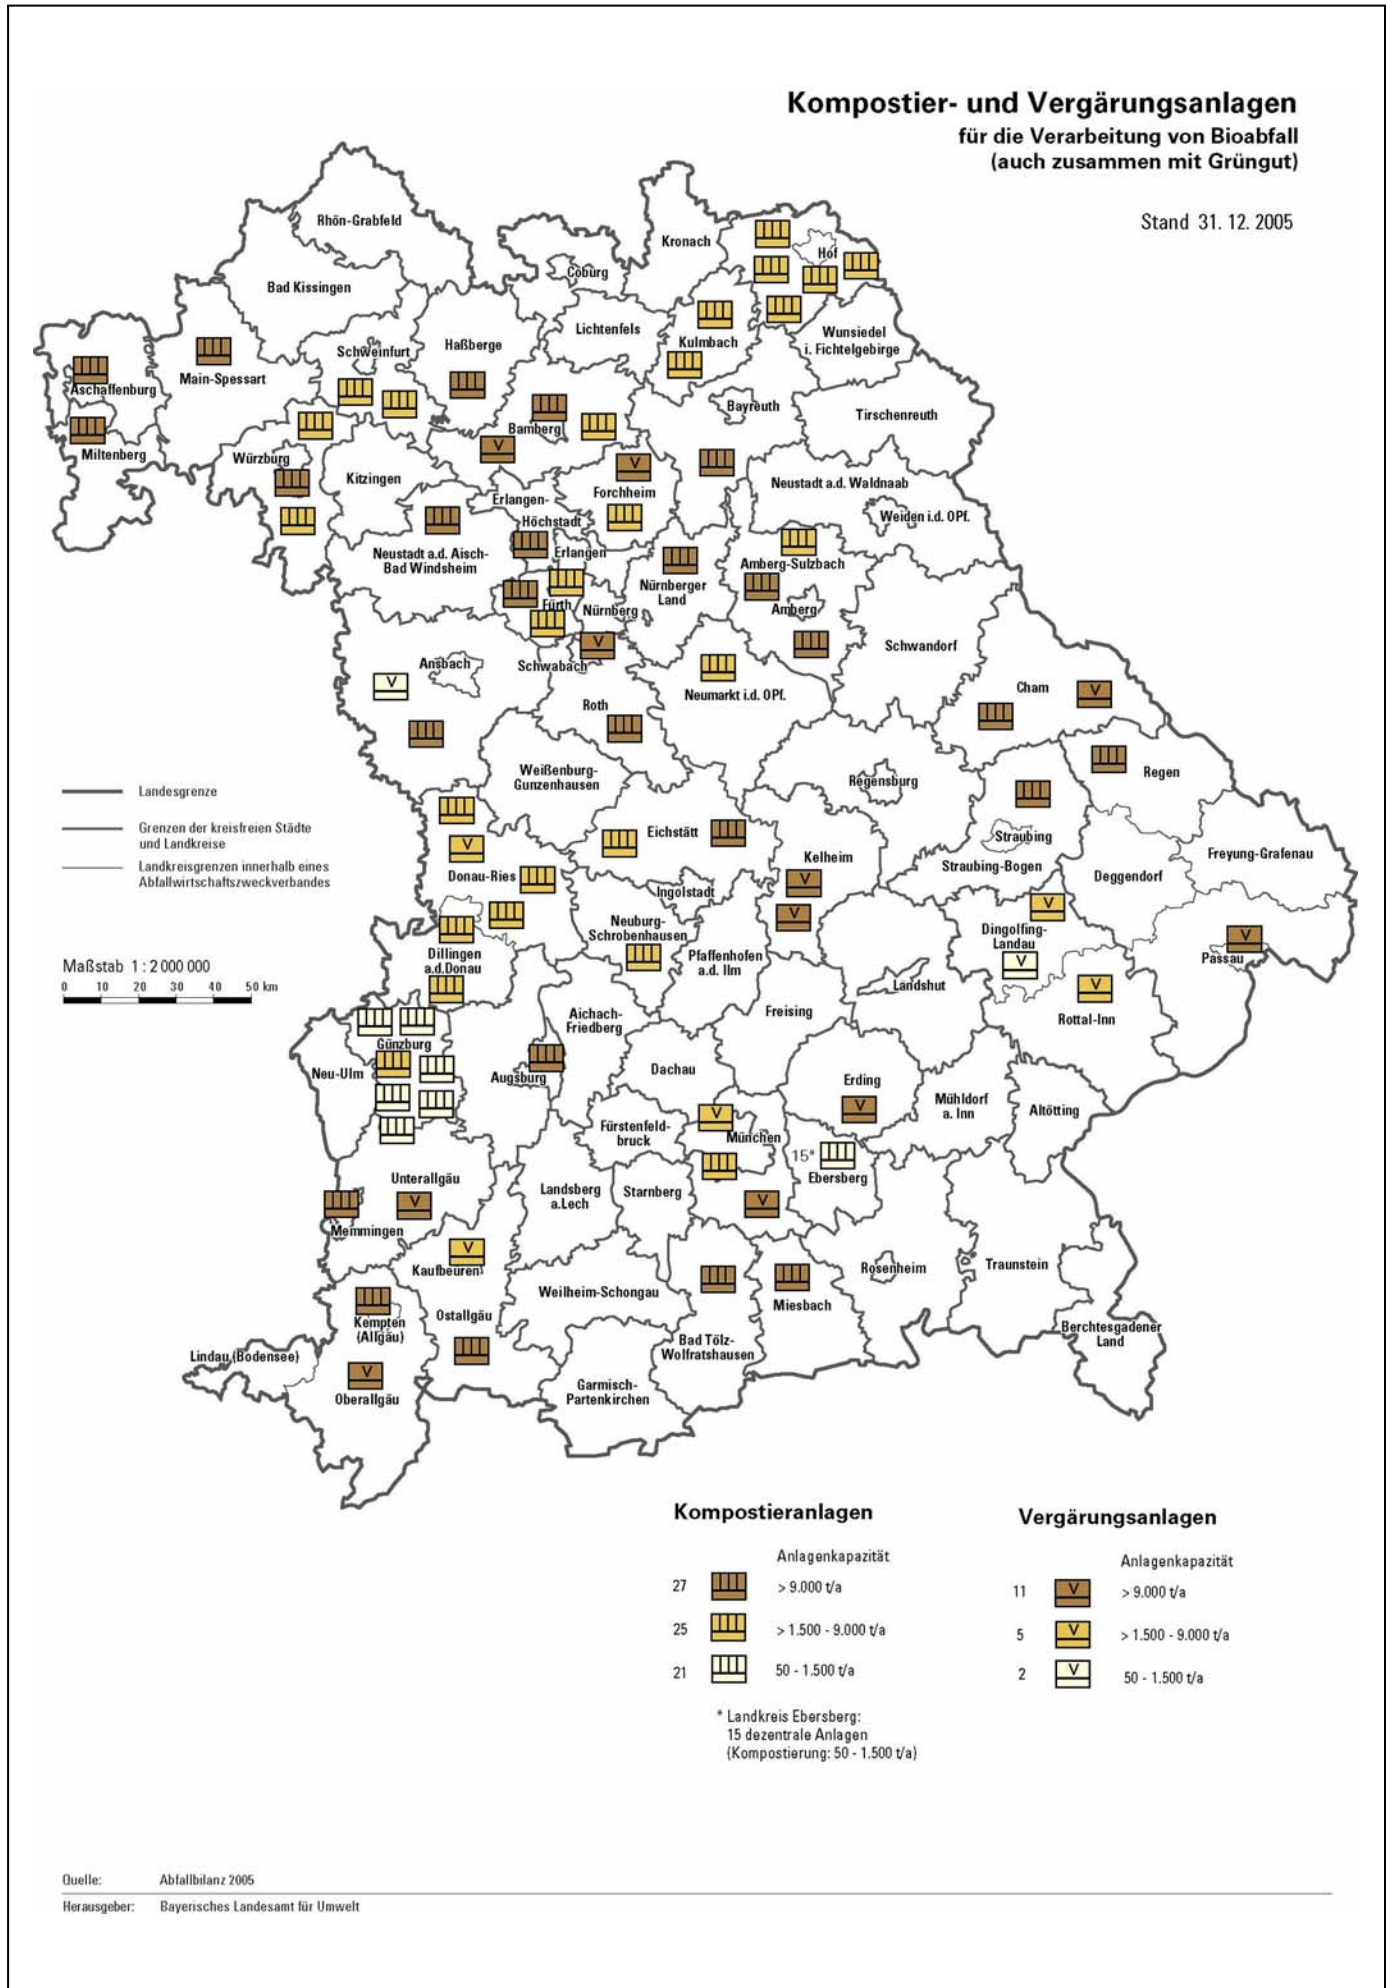 Kompostier- und Vergärungsanlagen
für die Verarbeitung von Bioabfall
(auch zusammen mit Grüngut)
Stand 31. 12. 2005
Rhön-Grabfeld
Kronach
Hof
Coburg
Bad Kissingen
Lichtenfels
Kulmbach
Wunsiedel
i. Fichtelgebirge
Schweinfurt
Haßberge
Main-Spessart
Aschaffenburg
Bayreuth
Tirschenreuth
Bamberg
Miltenberg
Würzburg
Kitzingen
V
V
Forchheim
Neustadt a.d. Waldnaab
Erlangen-
Höchstadt
Weiden i.d. OPf.
Neustadt a.d. Aisch-
Bad Windsheim
Erlangen
Nürnberger
Land
Amberg-Sulzbach
Fürth
Nürnberg
Amberg
Schwandorf
V
Ansbach
Schwabach
V
Neumarkt i.d. OPf.
Cham
V
Roth
Weißenburg-
Gunzenhausen
Regensburg
Regen
Landesgrenze
Grenzen der kreisfreien Städte
und Landkreise
Landkreisgrenzen innerhalb eines
Abfallwirtschaftszweckverbandes
V
Eichstätt
Straubing
Kelheim
Straubing-Bogen
Freyung-Grafenau
Donau-Ries
Deggendorf
Ingolstadt
V
V
V
Neuburg-
Schrobenhausen
Dingolfing-
Landau
V
V
Passau
Dillingen
a.d.Donau
Pfaffenhofen
a.d. Ilm
Landshut
V
Rottal-Inn
Maßstab 1 : 2 000 000
0 10 20 30 40 50 km
Aichach-
Friedberg
Freising
Günzburg
Neu-Ulm
Augsburg
Dachau
Erding
V
Mühldorf
a. Inn
Altötting
Fürstenfeld-
bruck
V
München
15*
Ebersberg
Unterallgäu
V
Landsberg
a.Lech
Starnberg
V
Memmingen
V
Kaufbeuren
Weilheim-Schongau
Miesbach
Rosenheim
Traunstein
Ostallgäu
Kempten
(Allgäu)
Bad Tölz-
Wolfratshausen
Berchtesgadener
Land
Lindau (Bodensee)
V
Oberallgäu
Garmisch-
Partenkirchen
Kompostieranlagen
Anlagenkapazität
27 > 9.000 t/a
25 > 1.500 - 9.000 t/a
21 50 - 1.500 t/a
* Landkreis Ebersberg:
15 dezentrale Anlagen
(Kompostierung: 50 - 1.500 t/a)
Vergärungsanlagen
Anlagenkapazität
11 V > 9.000 t/a
5 V > 1.500 - 9.000 t/a
2 V 50 - 1.500 t/a
Quelle: Abfallbilanz 2005
Herausgeber: Bayerisches Landesamt für Umwelt